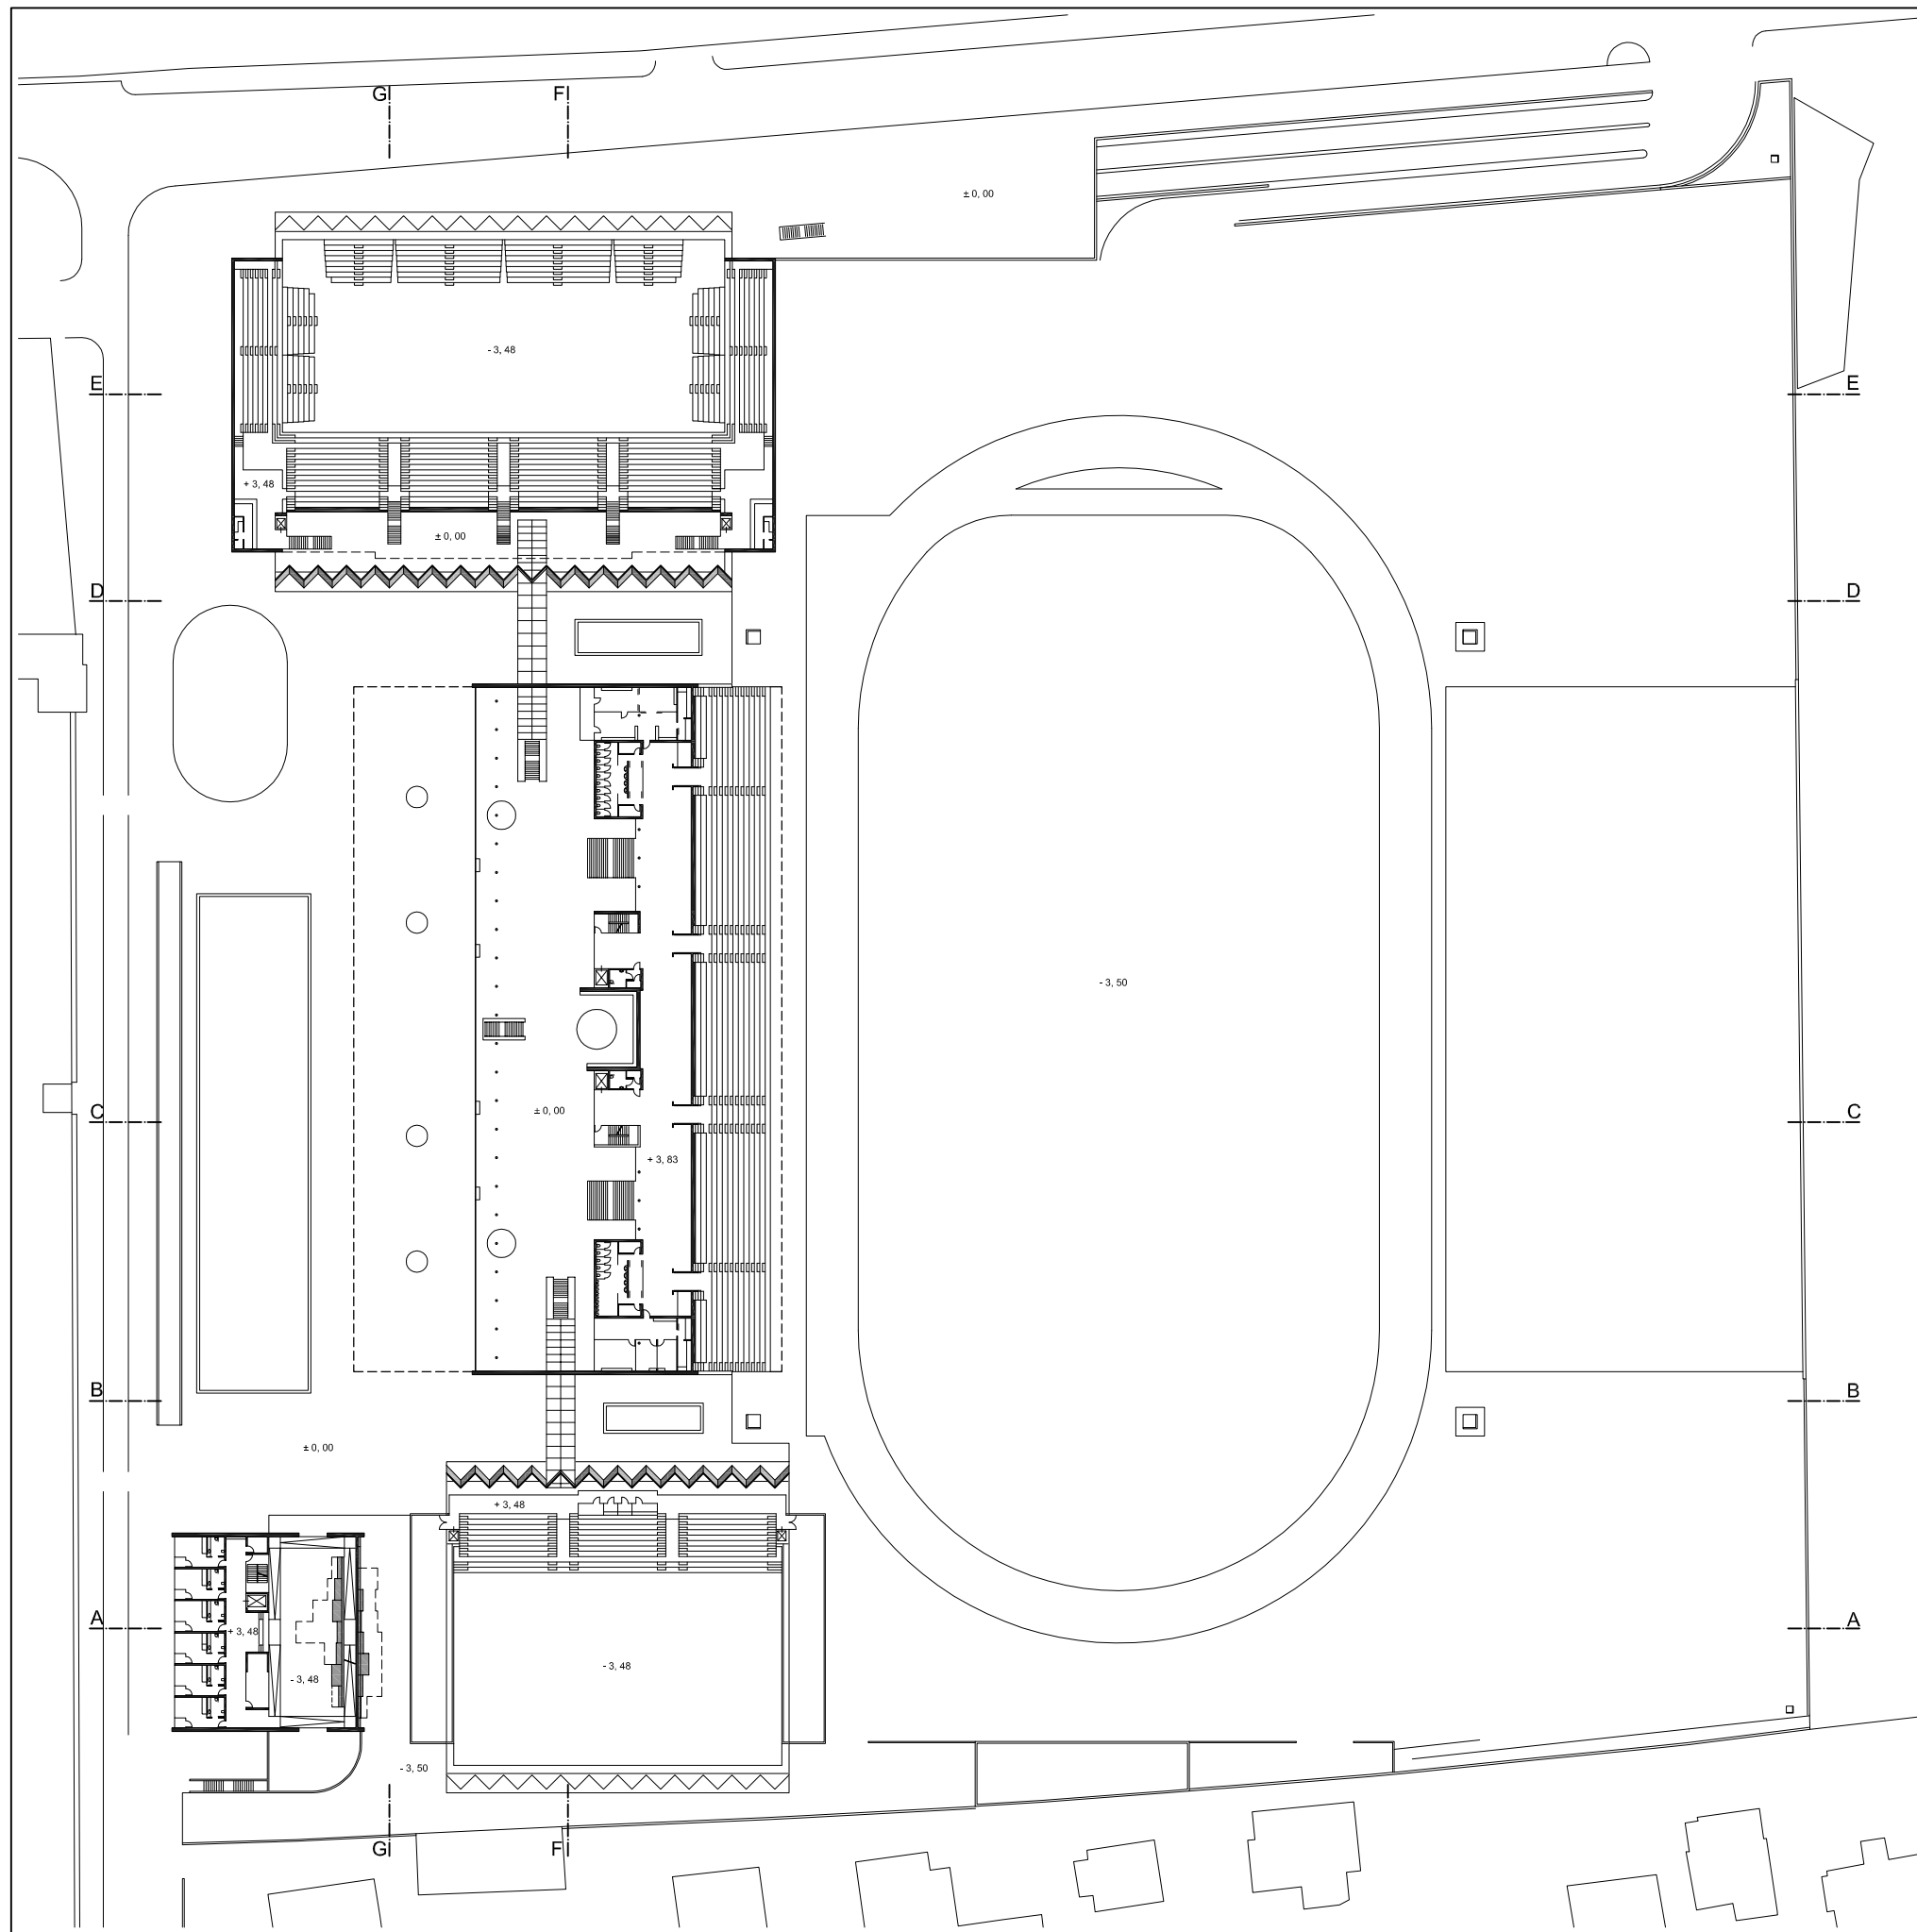 G F
± 0, 00
- 3, 48
E E
+ 3, 48
± 0, 00
D D
- 3, 50
± 0, 00
C C
+ 3, 83
B B
± 0, 00
+ 3, 48
A A
+ 3, 48
- 3, 48
- 3, 48
- 3, 50
G F